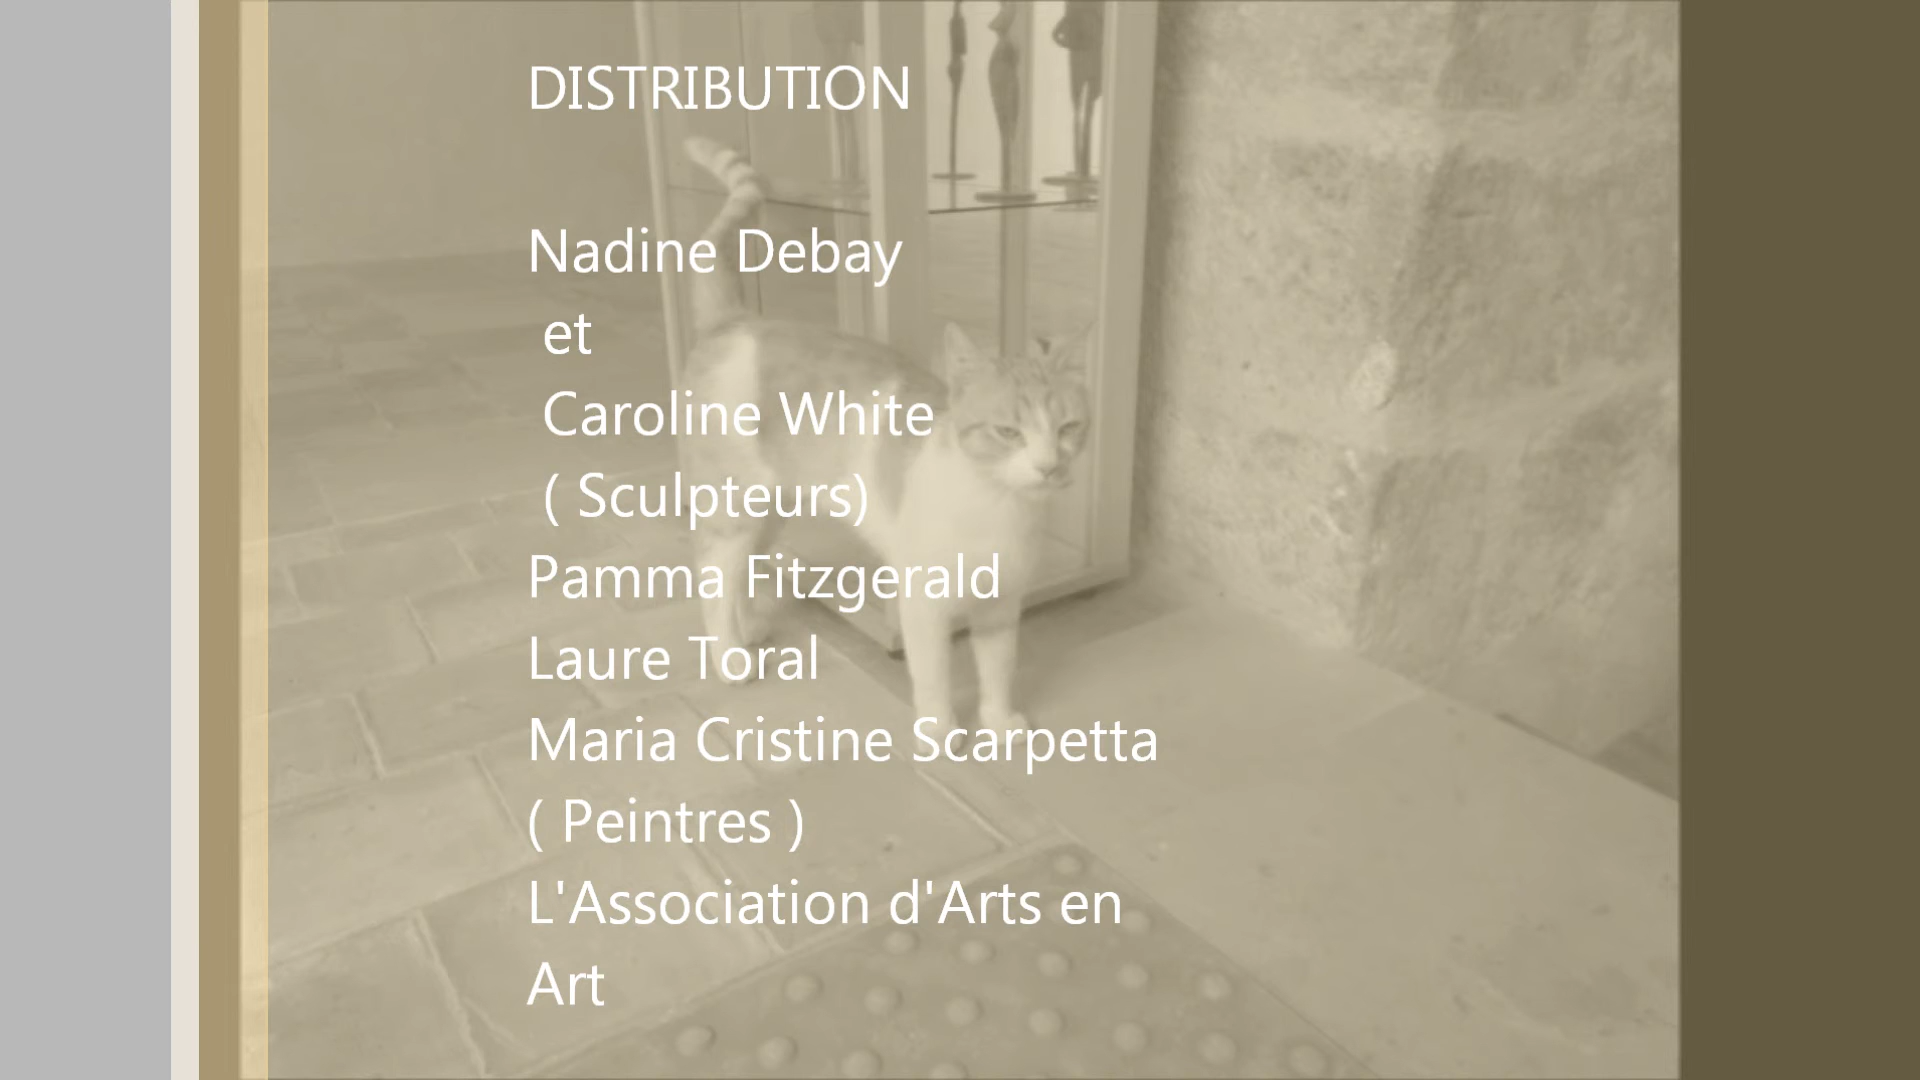 DISTRIBUTION
Nadine Debay
et
Caroline White
( Sculpteurs)
Pamma Fitzgerald
Laure Toral
Maria Cristine Scarpetta
( Peintres )
L'Association d'Arts en
Art